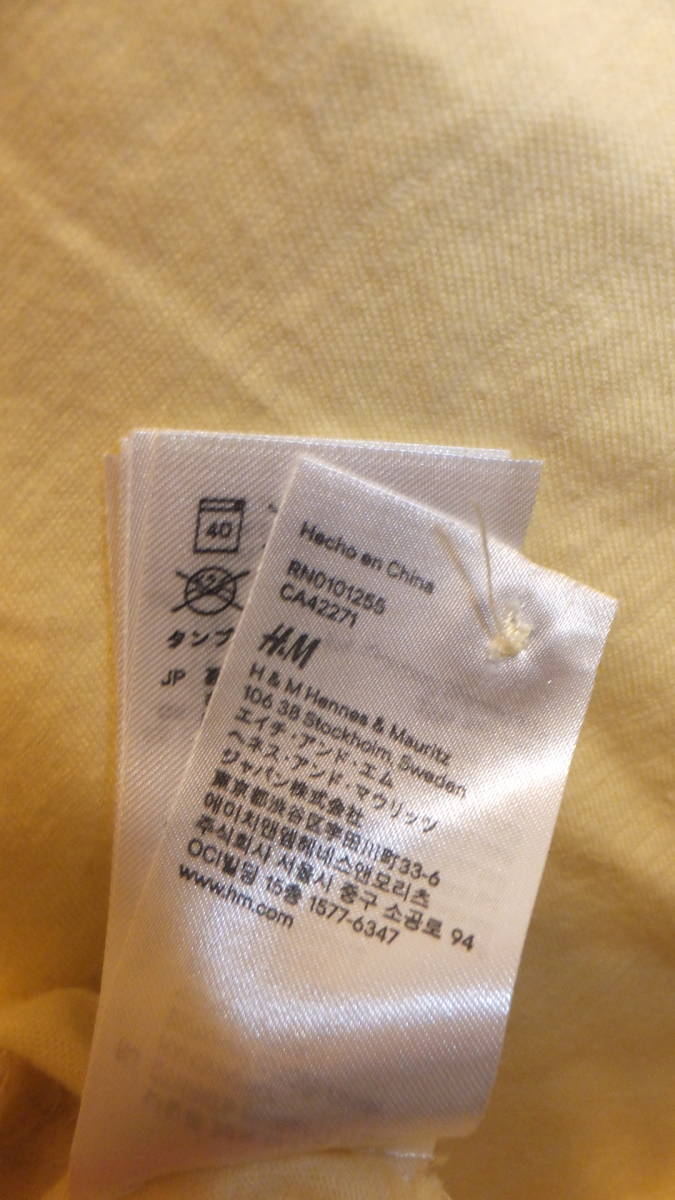 40
タンブ
JP
Hecho en China
RN0101255
CA42271
H&M
H & M Hennes & Mauritz
106 38 Stockholm, Sweden
エイチ・アンド・エム
ヘネス・アンド・マウリッツ
ジャパン株式会社
東京都渋谷区宇田川町33-6
에이치앤엠헤네스앤모리츠
주식회사 서울시 중구 소공로 94
OCI빌딩 15층 1577-6347
www.hm.com